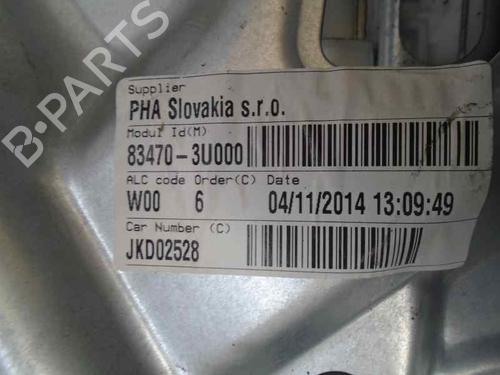 Supplier
PHA Slovakia s.r.o.
Modul Id(M)
83470-3U000
ALC code Order(C) Date
W00 6 04/11/2014 13:09:49
Car Number (C)
JKD02528